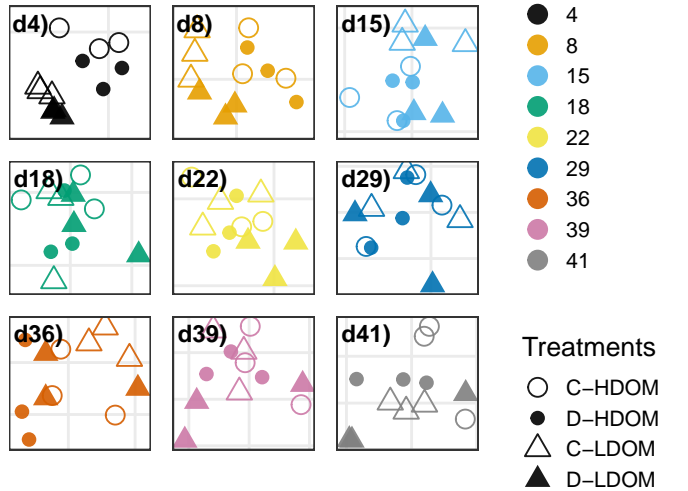 d4)
d8)
d15)
d18)
d22)
d29)
d36)
d39)
d41)
4
8
15
18
22
29
36
39
41
Treatments
C−HDOM
D−HDOM
C−LDOM
D−LDOM